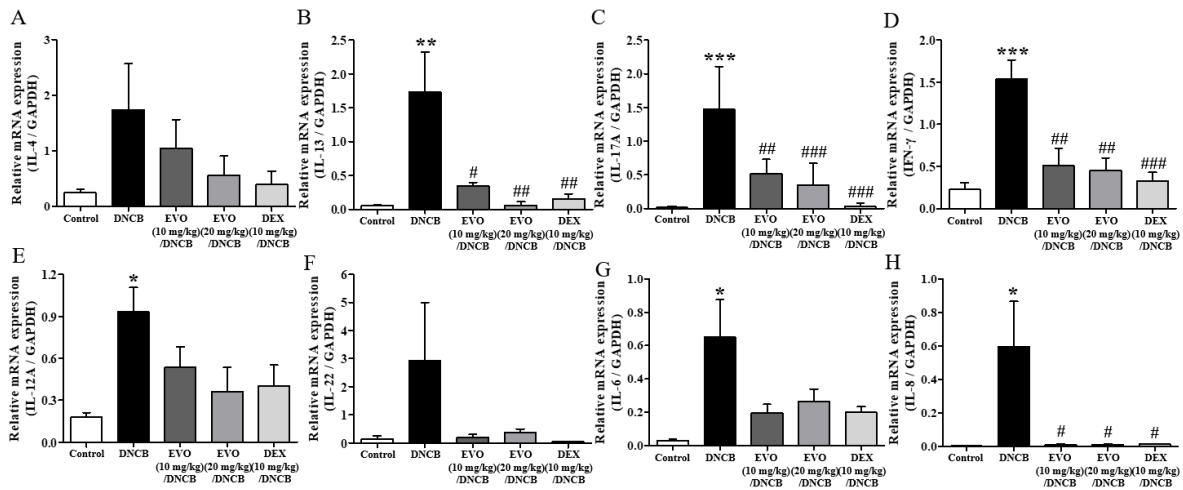 A
Relative mRNA expression
(IL-4 / GAPDH)
3
2
1
0
Control
DNCB
EVO
(10 mg/kg)
/DNCB
EVO
(20 mg/kg)
/DNCB
DEX
(10 mg/kg)
/DNCB
B
Relative mRNA expression
(IL-13 / GAPDH)
2.5
2.0
1.5
1.0
0.5
0.0
**
#
##
##
Control
DNCB
EVO
(10 mg/kg)
/DNCB
EVO
(20 mg/kg)
/DNCB
DEX
(10 mg/kg)
/DNCB
C
Relative mRNA expression
(IL-17A / GAPDH)
2.5
2.0
1.5
1.0
0.5
0.0
***
##
###
###
Control
DNCB
EVO
(10 mg/kg)
/DNCB
EVO
(20 mg/kg)
/DNCB
DEX
(10 mg/kg)
/DNCB
D
Relative mRNA expression
(IFN-γ / GAPDH)
2.0
1.5
1.0
0.5
0.0
***
##
##
###
Control
DNCB
EVO
(10 mg/kg)
/DNCB
EVO
(20 mg/kg)
/DNCB
DEX
(10 mg/kg)
/DNCB
E
Relative mRNA expression
(IL-12A / GAPDH)
1.2
0.9
0.6
0.3
0.0
*
Control
DNCB
EVO
(10 mg/kg)
/DNCB
EVO
(20 mg/kg)
/DNCB
DEX
(10 mg/kg)
/DNCB
F
Relative mRNA expression
(IL-22 / GAPDH)
6
5
4
3
2
1
0
Control
DNCB
EVO
(10 mg/kg)
/DNCB
EVO
(20 mg/kg)
/DNCB
DEX
(10 mg/kg)
/DNCB
G
Relative mRNA expression
(IL-6 / GAPDH)
1.0
0.8
0.6
0.4
0.2
0.0
*
Control
DNCB
EVO
(10 mg/kg)
/DNCB
EVO
(20 mg/kg)
/DNCB
DEX
(10 mg/kg)
/DNCB
H
Relative mRNA expression
(IL-8 / GAPDH)
1.0
0.8
0.6
0.4
0.2
0.0
*
#
#
#
Control
DNCB
EVO
(10 mg/kg)
/DNCB
EVO
(20 mg/kg)
/DNCB
DEX
(10 mg/kg)
/DNCB